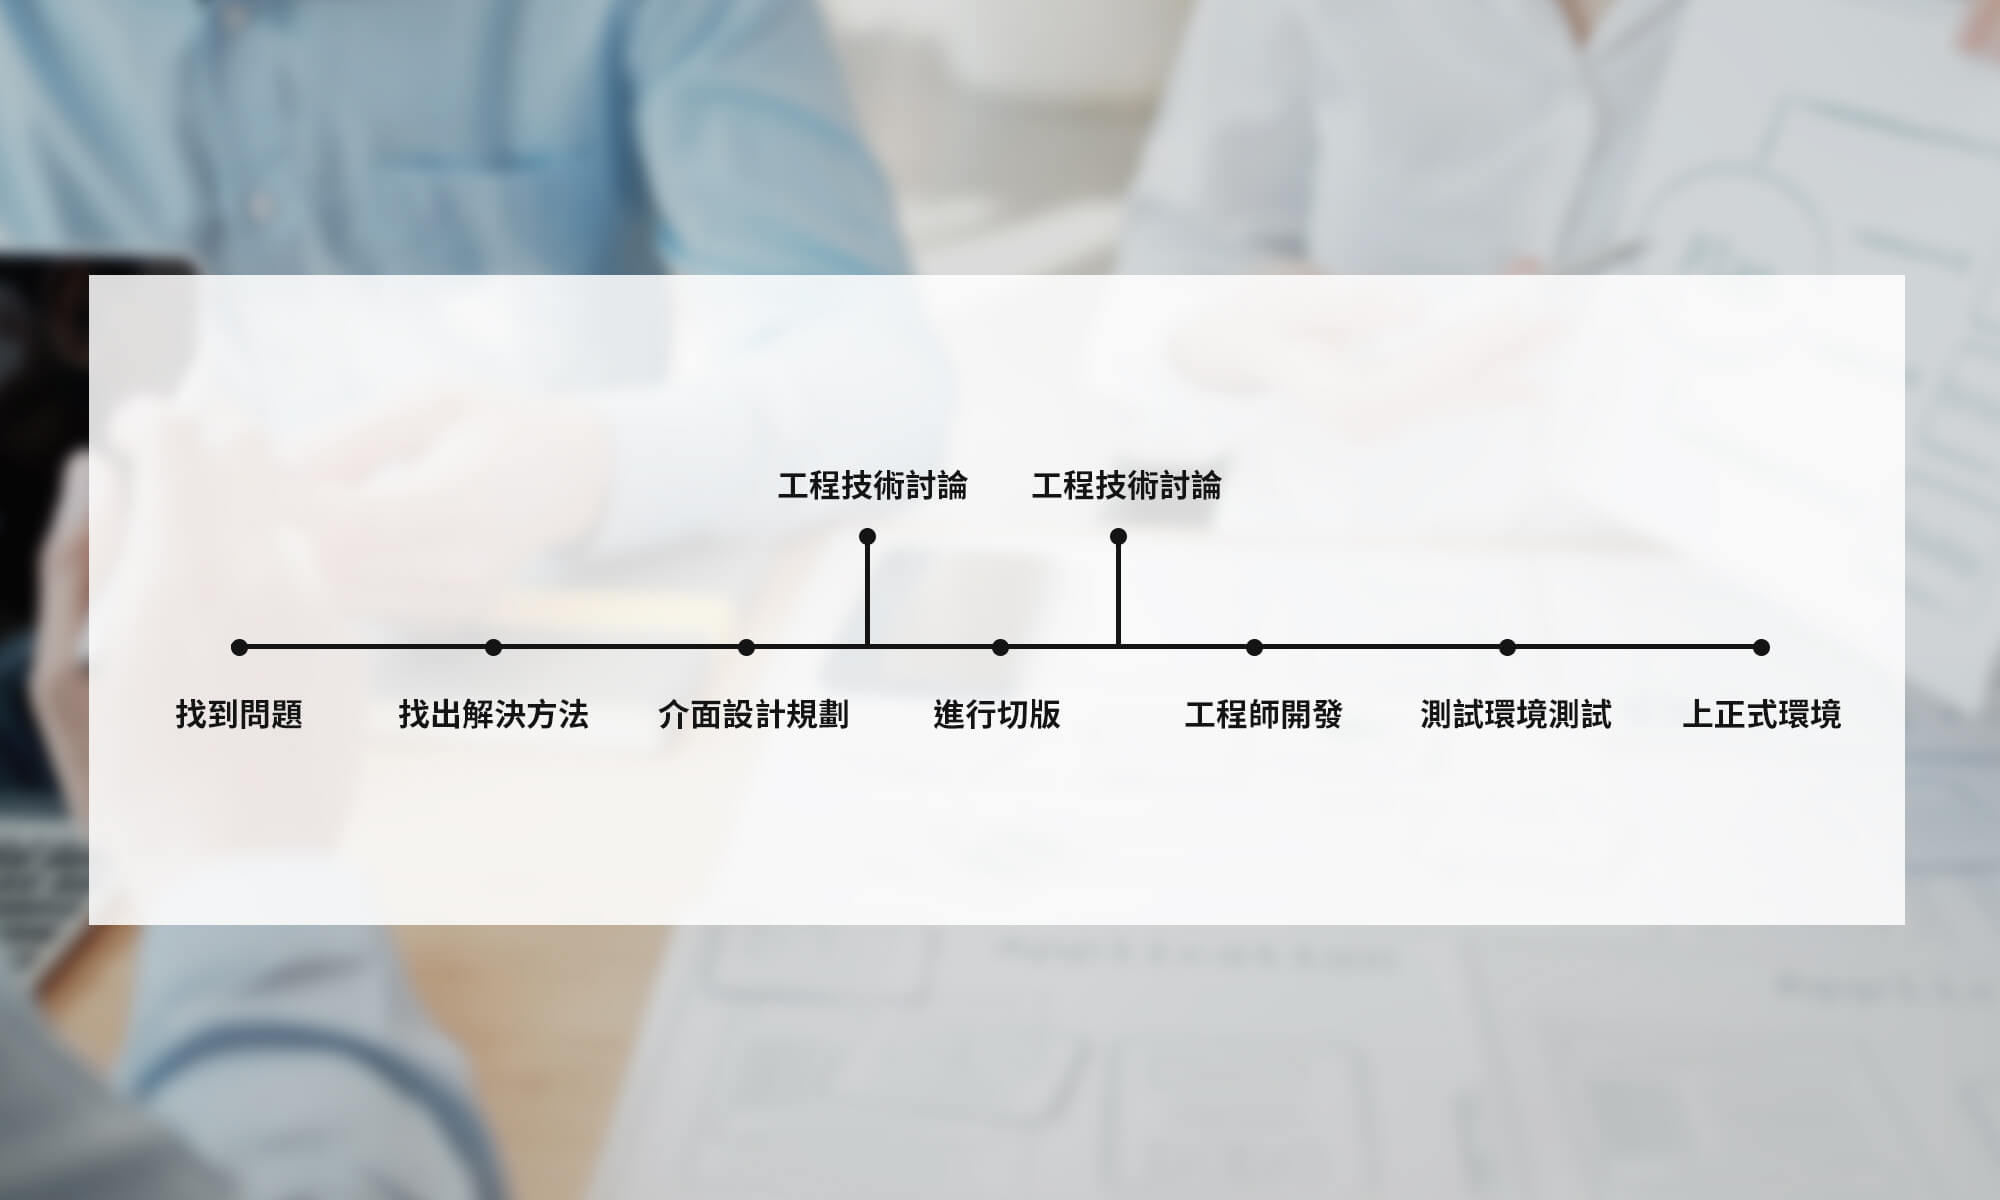 工程技術討論
工程技術討論
找到問題
找出解決方法
介面設計規劃
進行切版
工程師開發
測試環境測試
上正式環境